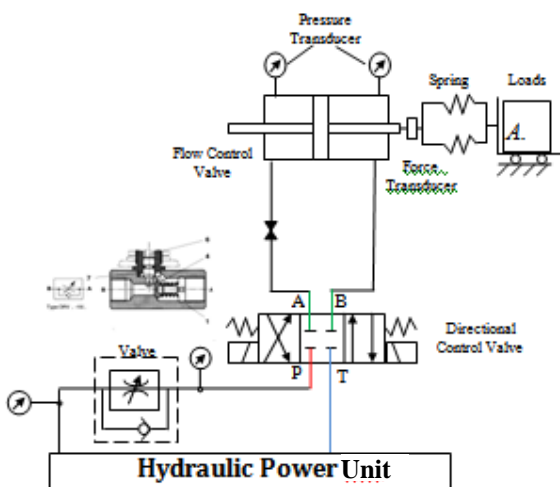 Pressure
Transducer
Spring
Loads
A.
Flow Control
Valve
Force
Transducer
A
B
Directional
Control Valve
P
T
Valve
Hydraulic Power Unit